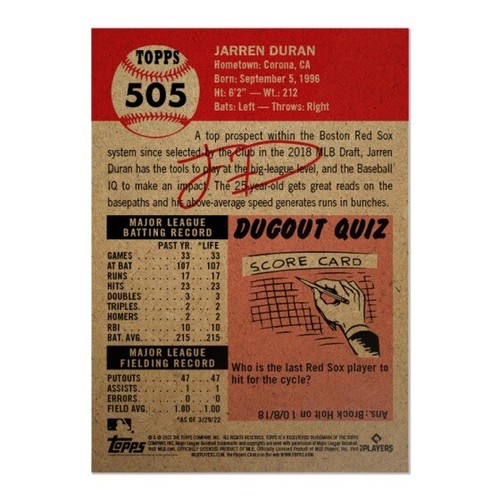 TOPPS
505
JARREN DURAN
Hometown: Corona, CA
Born: September 5, 1996
Ht: 6'2" — Wt.: 212
Bats: Left – Throws: Right
A top prospect within the Boston Red Sox
system since selected by the Club in the 2018 MLB Draft, Jarren
Duran has the tools to play at the big-league level, and the Baseball
IQ to make an impact. The 25-year-old gets great reads on the
basepaths and his above-average speed generates runs in bunches.
MAJOR LEAGUE
BATTING RECORD
PAST YR. *LIFE
GAMES . . . . 33 . . . 33
AT BAT . . . 107 . . . 107
RUNS . . . . 17 . . . 17
HITS . . . . 23 . . . 23
DOUBLES . . . 3 . . . 3
TRIPLES . . . 2 . . . 2
HOMERS . . . 2 . . . 2
RBI . . . . 10 . . . 10
BAT. AVG. . . .215 . . .215
MAJOR LEAGUE
FIELDING RECORD
PUTOUTS . . . 47 . . . 47
ASSISTS . . . 1 . . . 1
ERRORS . . . 0 . . . 0
FIELD AVG. . 1.00 . . 1.00
*AS OF 3/29/22
DUGOUT QUIZ
SCORE CARD
Who is the last Red Sox player to
hit for the cycle?
Ans.: Brock Holt on 10/8/18
topps
MLB PLAYERS